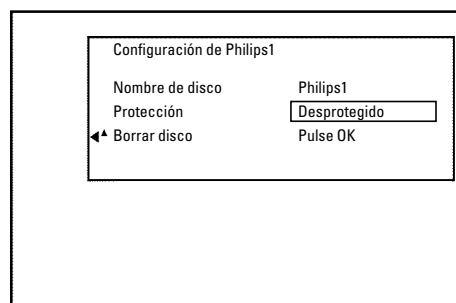 Configuración de Philips1
Nombre de disco Philips1
Protección Desprotegido
Borrar disco Pulse OK